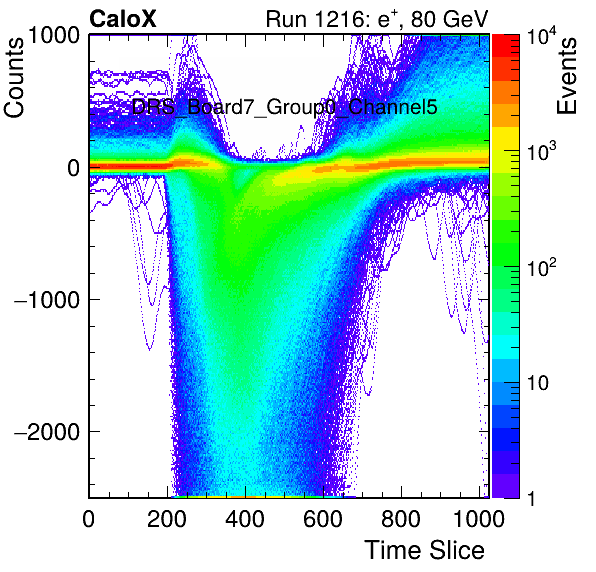 CaloX Run 1216: e⁺, 80 GeV
Counts
Events
DRS_Board7_Group0_Channel5
1000
0
−1000
−2000
0 200 400 600 800 1000
Time Slice
10⁴
10³
10²
10
1